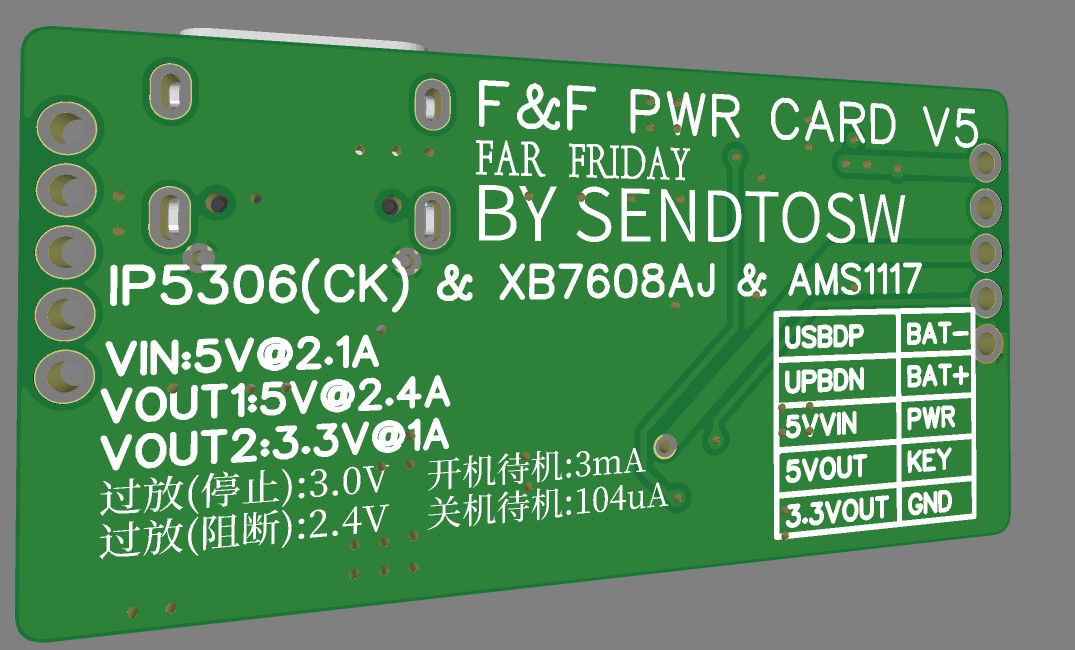 F&F PWR CARD V5
FAR FRIDAY
BY SENDTOSW
IP5306(CK) & XB7608AJ & AMS1117
VIN:5V@2.1A
VOUT1:5V@2.4A
VOUT2:3.3V@1A
过放(停止):3.0V
过放(阻断):2.4V
开机待机:3mA
关机待机:104uA
USBDP BAT-
UPBDN BAT+
5VVIN PWR
5VOUT KEY
3.3VOUT GND